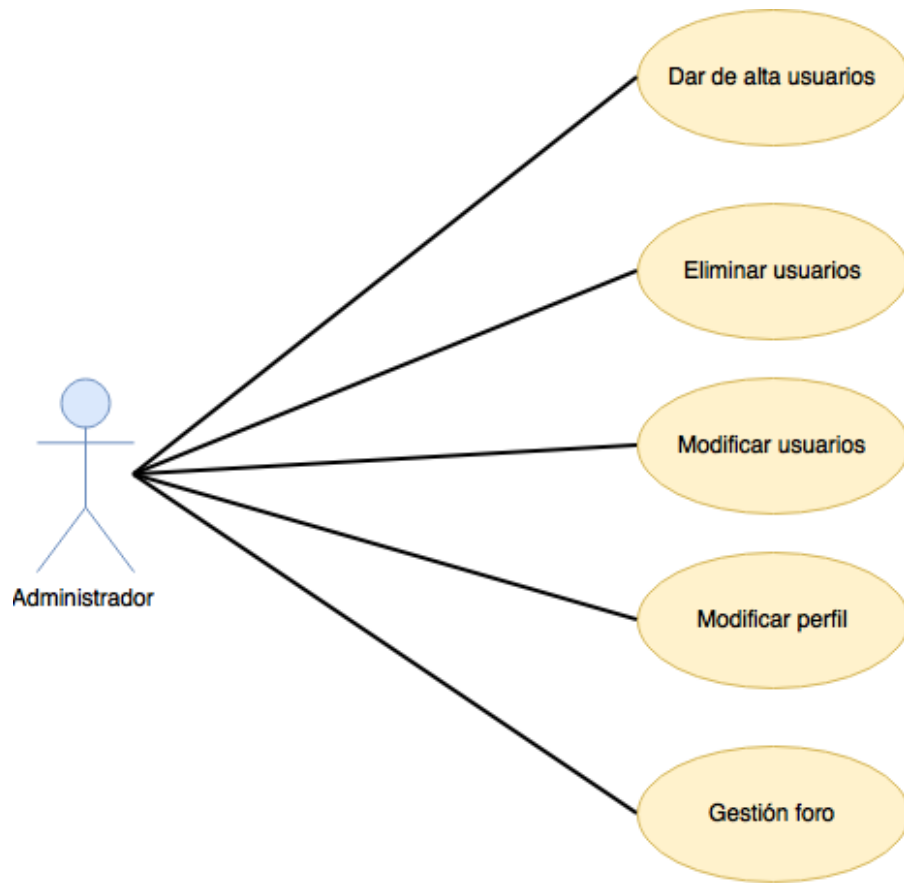 Dar de alta usuarios
Eliminar usuarios
Modificar usuarios
Administrador
Modificar perfil
Gestión foro